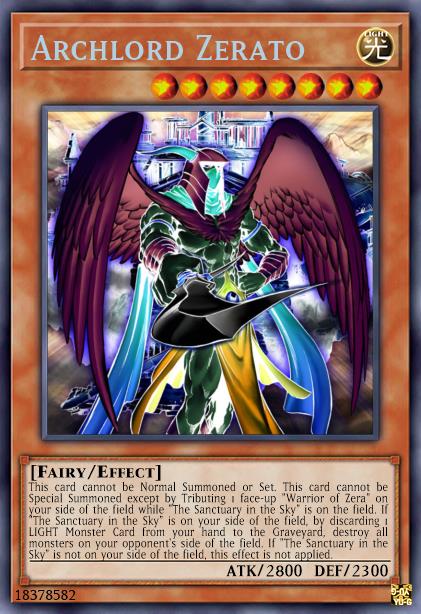 ARCHLORD ZERATO
LIGHT
光
[FAIRY/EFFECT]
This card cannot be Normal Summoned or Set. This card cannot be
Special Summoned except by Tributing 1 face-up "Warrior of Zera" on
your side of the field while "The Sanctuary in the Sky" is on the field. If
"The Sanctuary in the Sky" is on your side of the field, by discarding 1
LIGHT Monster Card from your hand to the Graveyard, destroy all
monsters on your opponent's side of the field. If "The Sanctuary in the
Sky" is not on your side of the field, this effect is not applied.
ATK/2800 DEF/2300
18378582